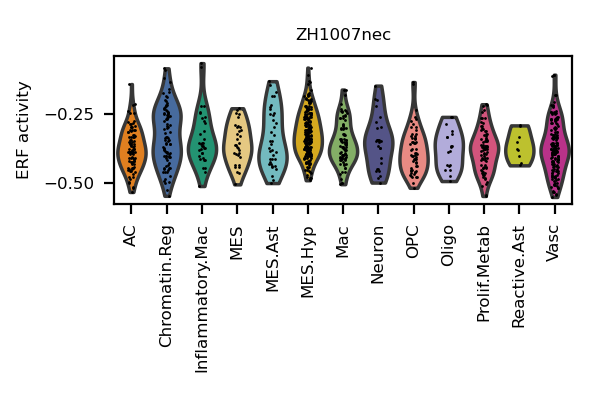 ZH1007nec
ERF activity
−0.25
−0.50
AC
Chromatin.Reg
Inflammatory.Mac
MES
MES.Ast
MES.Hyp
Mac
Neuron
OPC
Oligo
Prolif.Metab
Reactive.Ast
Vasc